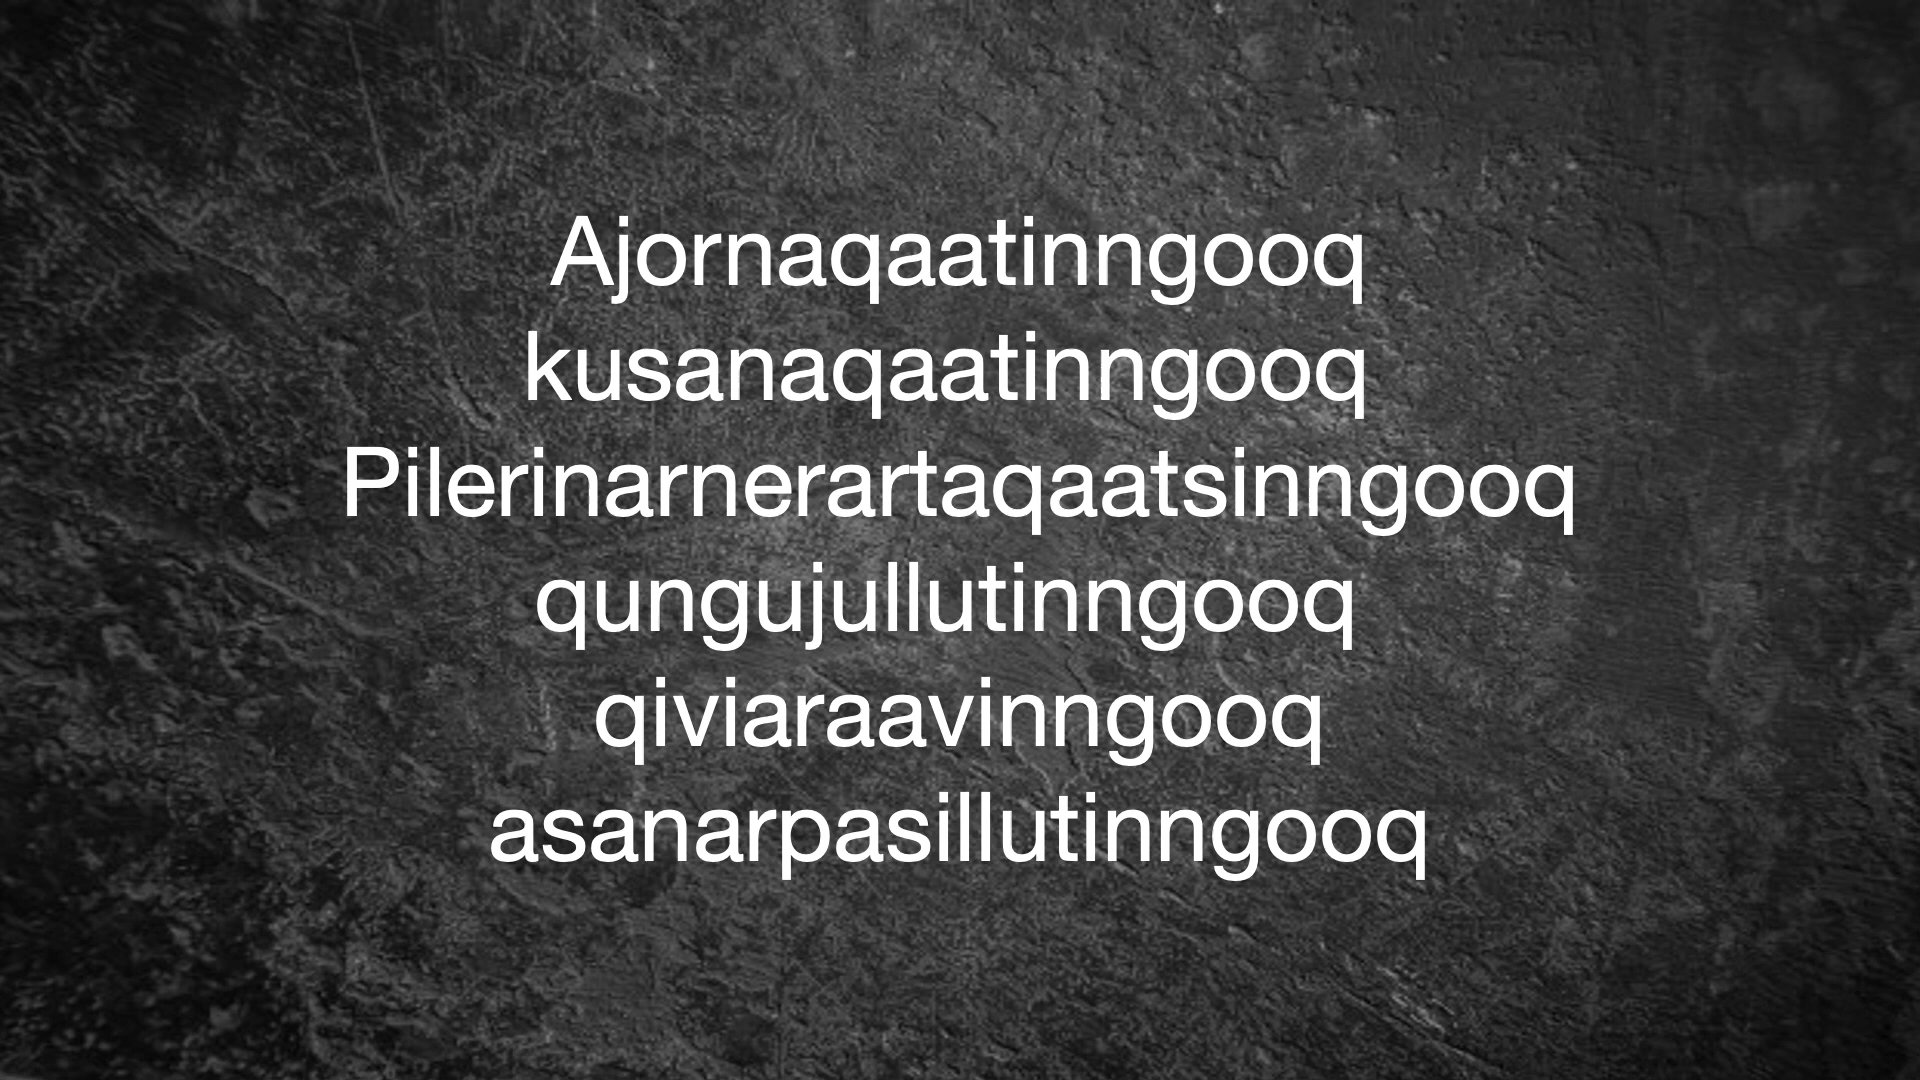 Ajornaqaatinngooq
kusanaqaatinngooq
Pilerinarnerartaqaatsinngooq
qungujullutinngooq
qiviaraavinngooq
asanarpasillutinngooq